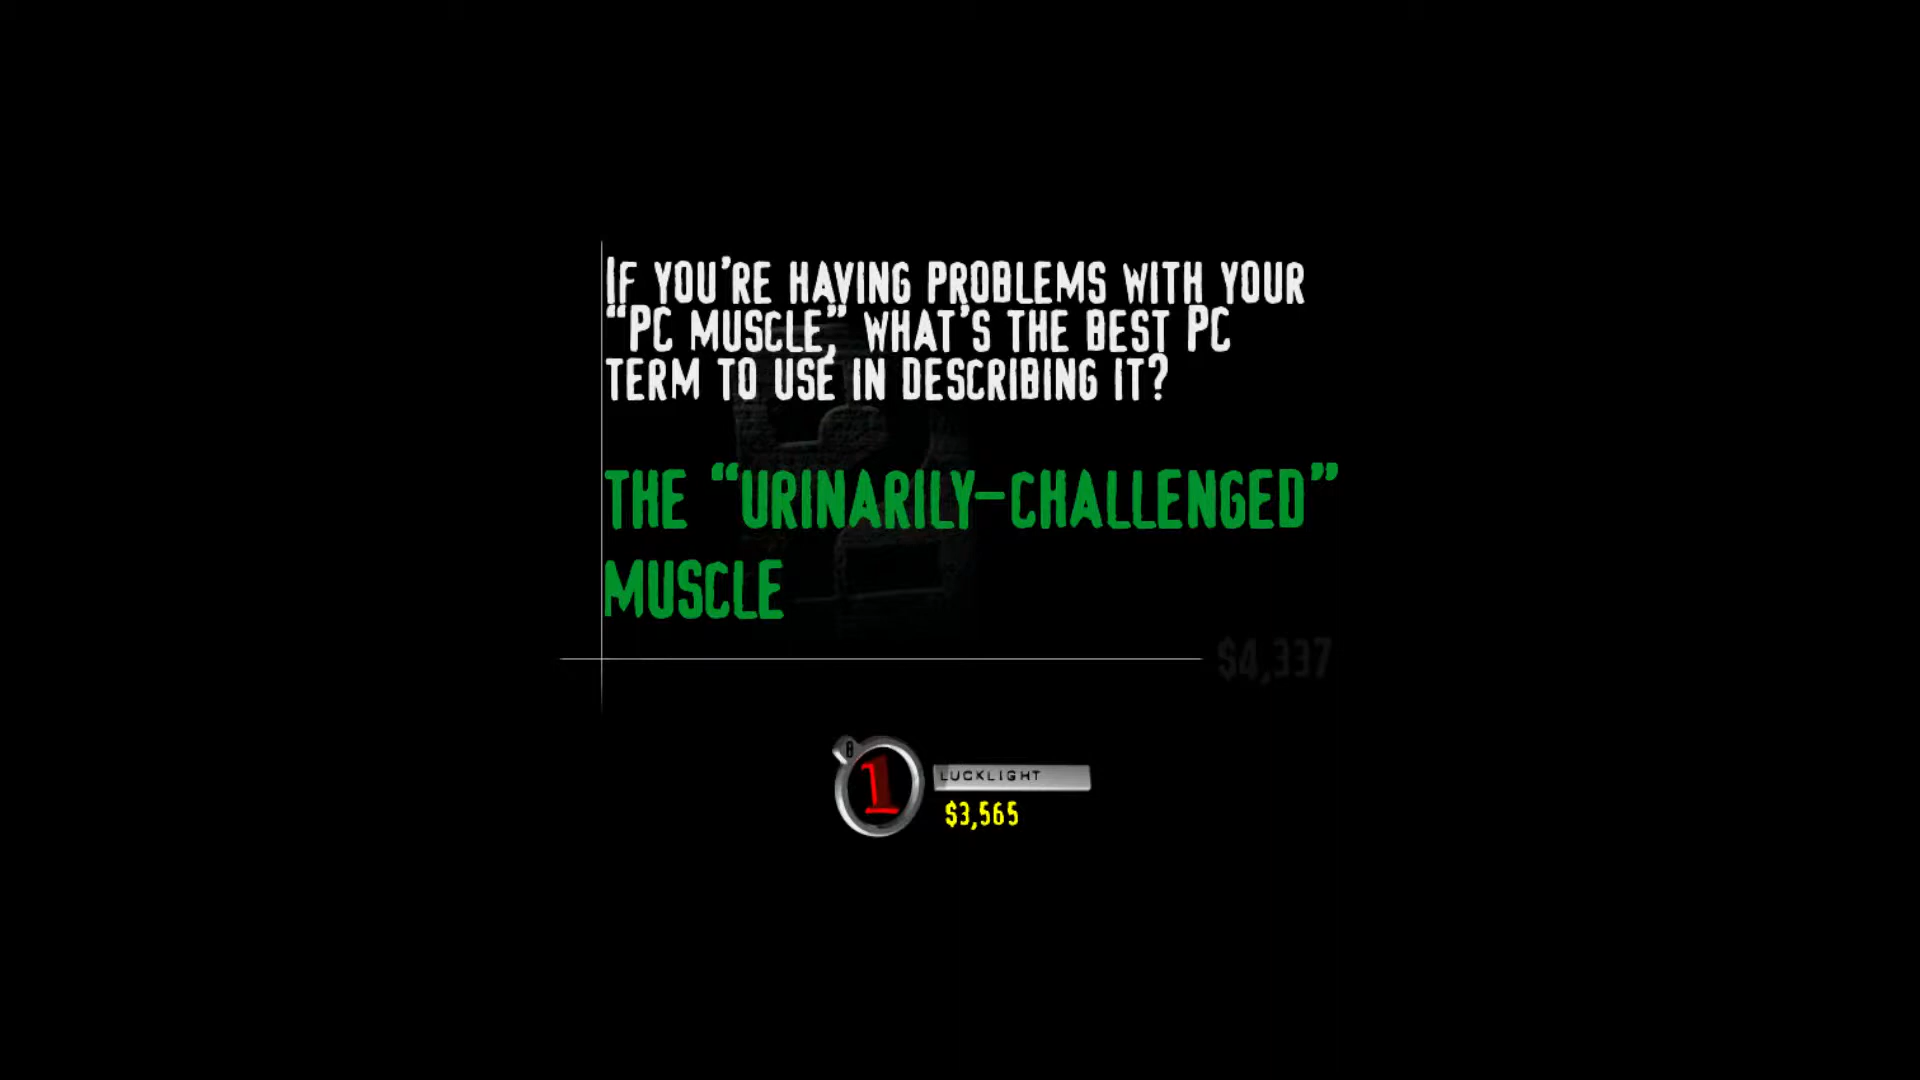 If you're having problems with your
"PC muscle," what's the best PC
term to use in describing it?
the "urinarily-challenged"
muscle
$4,337
B
1
LUCKLIGHT
$3,565